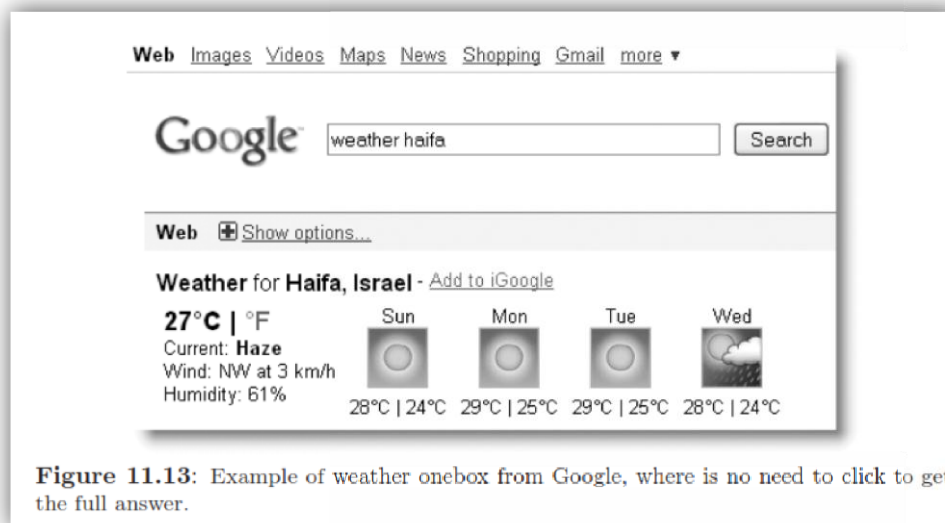 Web Images Videos Maps News Shopping Gmail more ▼
Google™ weather haifa Search
Web Show options...
Weather for Haifa, Israel - Add to iGoogle
27°C | °F Sun Mon Tue Wed
Current: Haze
Wind: NW at 3 km/h
Humidity: 61%
28°C | 24°C 29°C | 25°C 29°C | 25°C 28°C | 24°C
Figure 11.13: Example of weather onebox from Google, where is no need to click to get
the full answer.